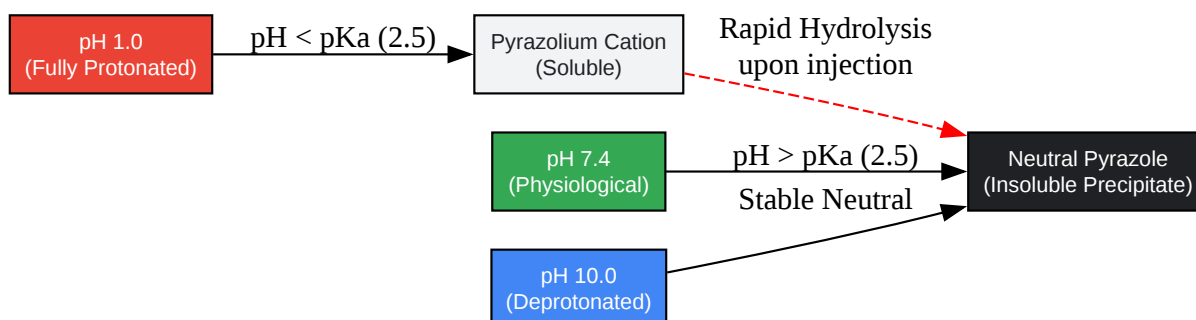 pH 1.0
(Fully Protonated)
pH < pKa (2.5)
Pyrazolium Cation
(Soluble)
Rapid Hydrolysis
upon injection
pH 7.4
(Physiological)
pH > pKa (2.5)
Neutral Pyrazole
(Insoluble Precipitate)
Stable Neutral
pH 10.0
(Deprotonated)